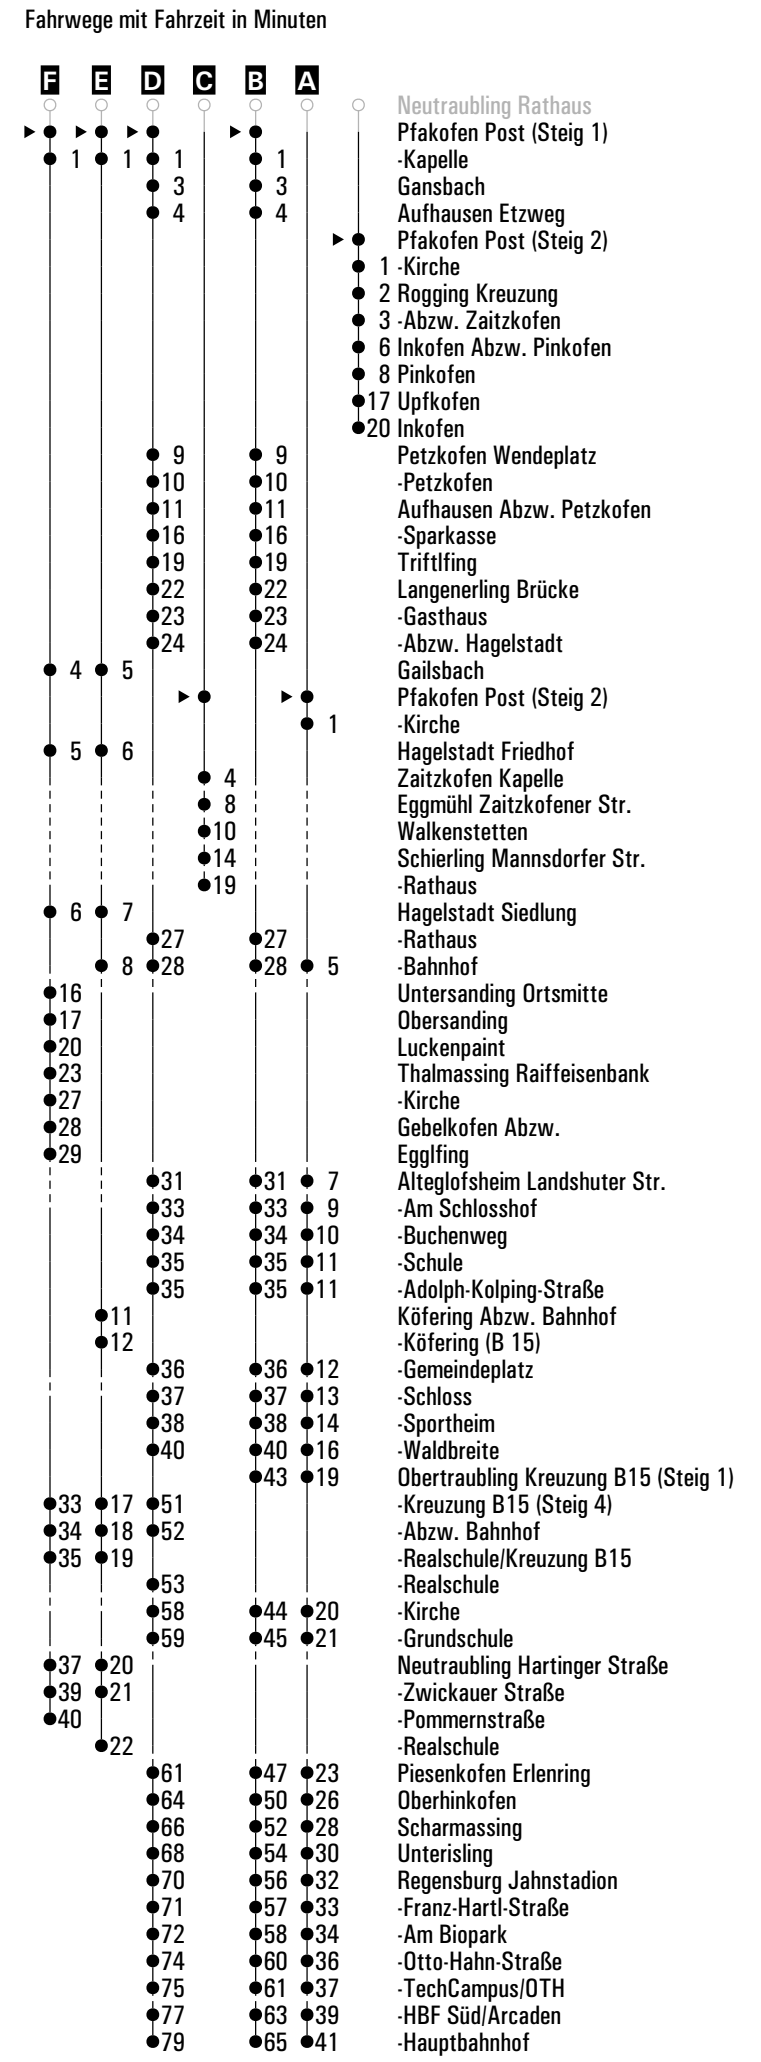 Fahrwege mit Fahrzeit in Minuten
F E D C B A
Neutraubling Rathaus
Pfakofen Post (Steig 1)
1 1 1 1 -Kapelle
3 3 Gansbach
4 4 Aufhausen Etzweg
Pfakofen Post (Steig 2)
1 -Kirche
2 Rogging Kreuzung
3 -Abzw. Zaitzkofen
6 Inkofen Abzw. Pinkofen
8 Pinkofen
17 Upfkofen
20 Inkofen
9 9 Petzkofen Wendeplatz
10 10 -Petzkofen
11 11 Aufhausen Abzw. Petzkofen
16 16 -Sparkasse
19 19 Triftlfing
22 22 Langenerling Brücke
23 23 -Gasthaus
24 24 -Abzw. Hagelstadt
4 5 Gailsbach
Pfakofen Post (Steig 2)
1 -Kirche
5 6 Hagelstadt Friedhof
4 Zaitzkofen Kapelle
8 Eggmühl Zaitzkofener Str.
10 Walkenstetten
14 Schierling Mannsdorfer Str.
19 -Rathaus
6 7 Hagelstadt Siedlung
27 27 -Rathaus
8 28 28 5 -Bahnhof
16 Untersanding Ortsmitte
17 Obersanding
20 Luckenpaint
23 Thalmassing Raiffeisenbank
27 -Kirche
28 Gebelkofen Abzw.
29 Egglfing
31 31 7 Alteglofsheim Landshuter Str.
33 33 9 -Am Schlosshof
34 34 10 -Buchenweg
35 35 11 -Schule
35 35 11 -Adolph-Kolping-Straße
11 Köfering Abzw. Bahnhof
12 -Köfering (B 15)
36 36 12 -Gemeindeplatz
37 37 13 -Schloss
38 38 14 -Sportheim
40 40 16 -Waldbreite
43 19 Obertraubling Kreuzung B15 (Steig 1)
33 17 51 -Kreuzung B15 (Steig 4)
34 18 52 -Abzw. Bahnhof
35 19 -Realschule/Kreuzung B15
53 -Realschule
58 44 20 -Kirche
59 45 21 -Grundschule
37 20 Neutraubling Hartinger Straße
39 21 -Zwickauer Straße
40 -Pommernstraße
22 -Realschule
61 47 23 Piesenkofen Erlenring
64 50 26 Oberhinkofen
66 52 28 Scharmassing
68 54 30 Unterisling
70 56 32 Regensburg Jahnstadion
71 57 33 -Franz-Hartl-Straße
72 58 34 -Am Biopark
74 60 36 -Otto-Hahn-Straße
75 61 37 -TechCampus/OTH
77 63 39 -HBF Süd/Arcaden
79 65 41 -Hauptbahnhof